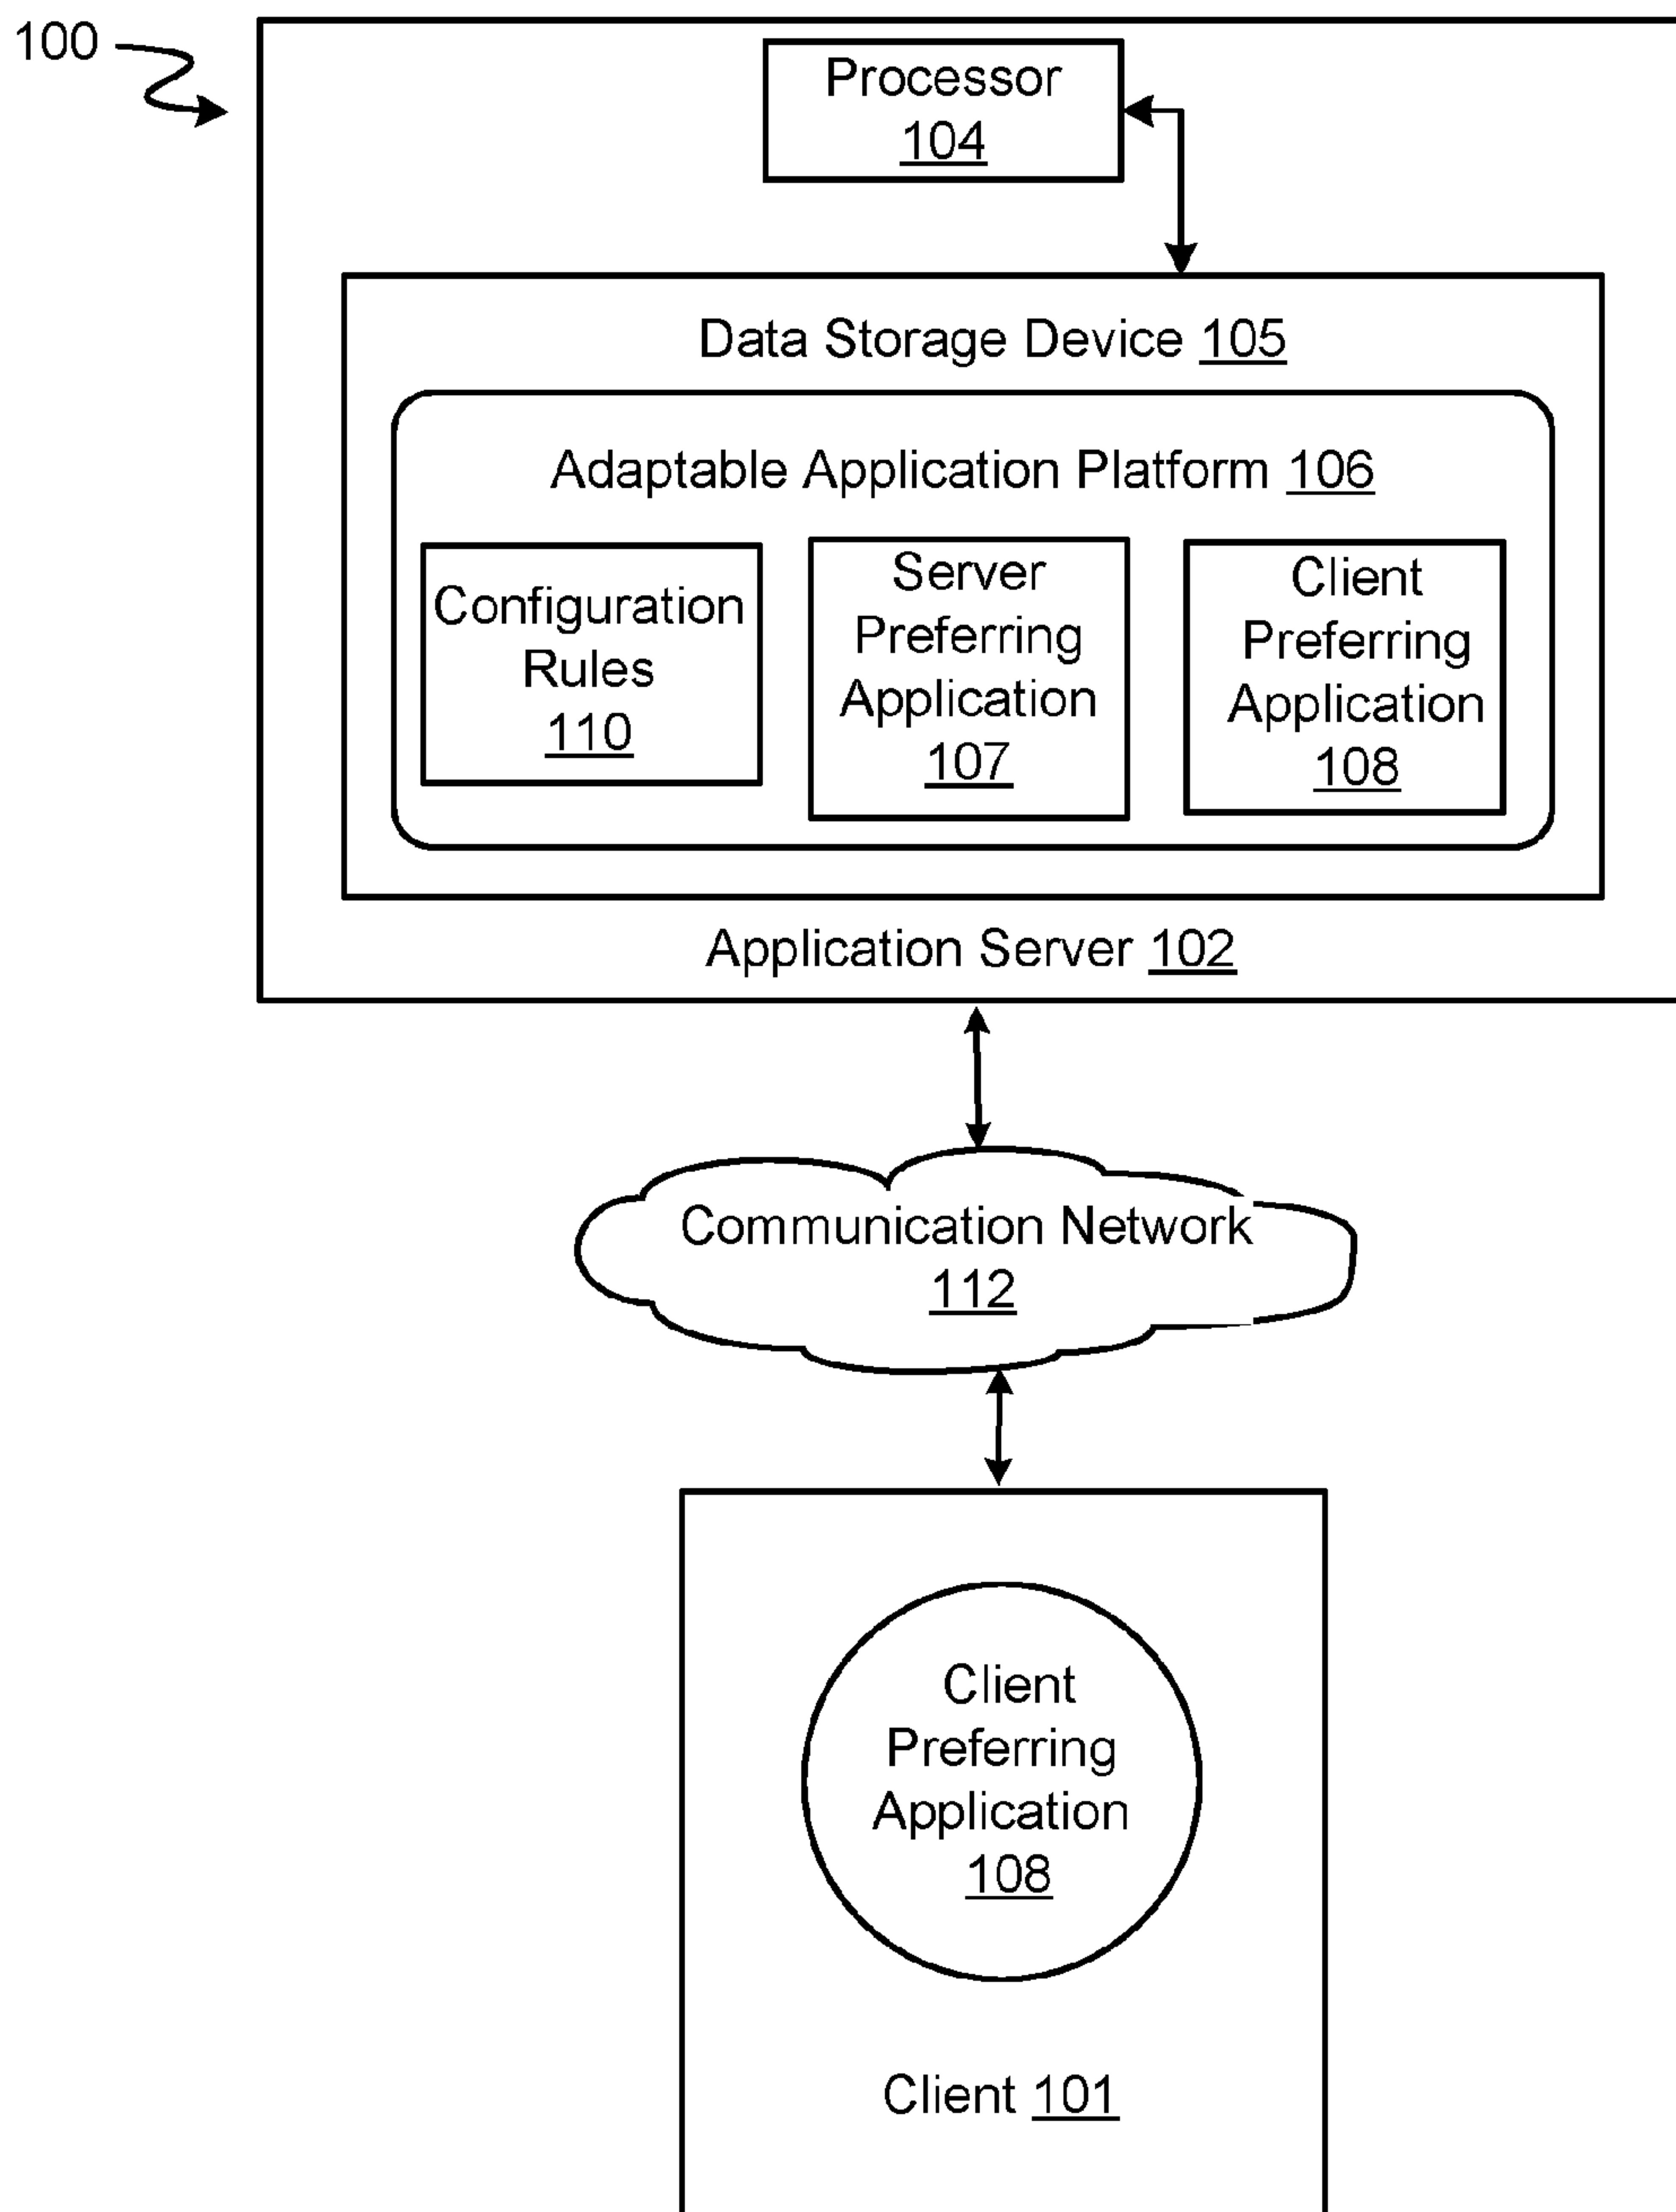 100
Processor
104
Data Storage Device 105
Adaptable Application Platform 106
Configuration
Rules
110
Server
Preferring
Application
107
Client
Preferring
Application
108
Application Server 102
Communication Network
112
Client
Preferring
Application
108
Client 101